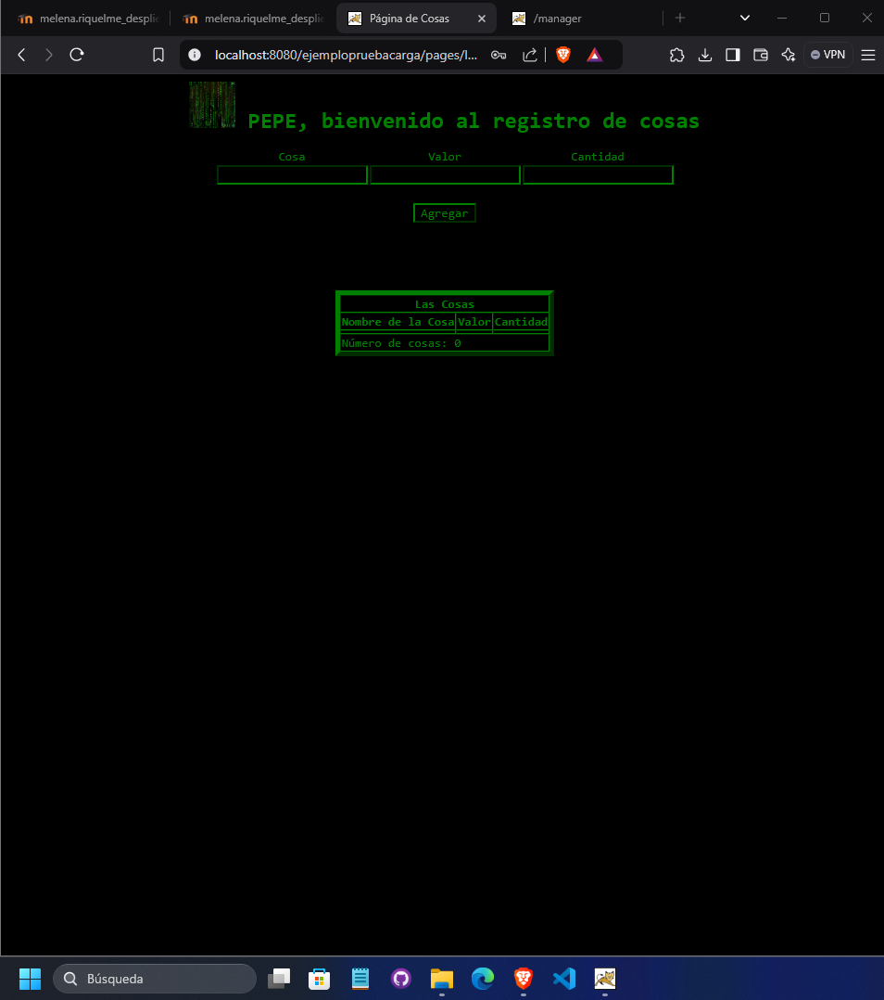 melena.riquelme_desplie
melena.riquelme_desplie
Página de Cosas
/manager
localhost:8080/ejemplopruebacarga/pages/l...
VPN
PEPE, bienvenido al registro de cosas
Cosa Valor Cantidad
Agregar
Las Cosas
Nombre de la Cosa Valor Cantidad
Número de cosas: 0
Búsqueda